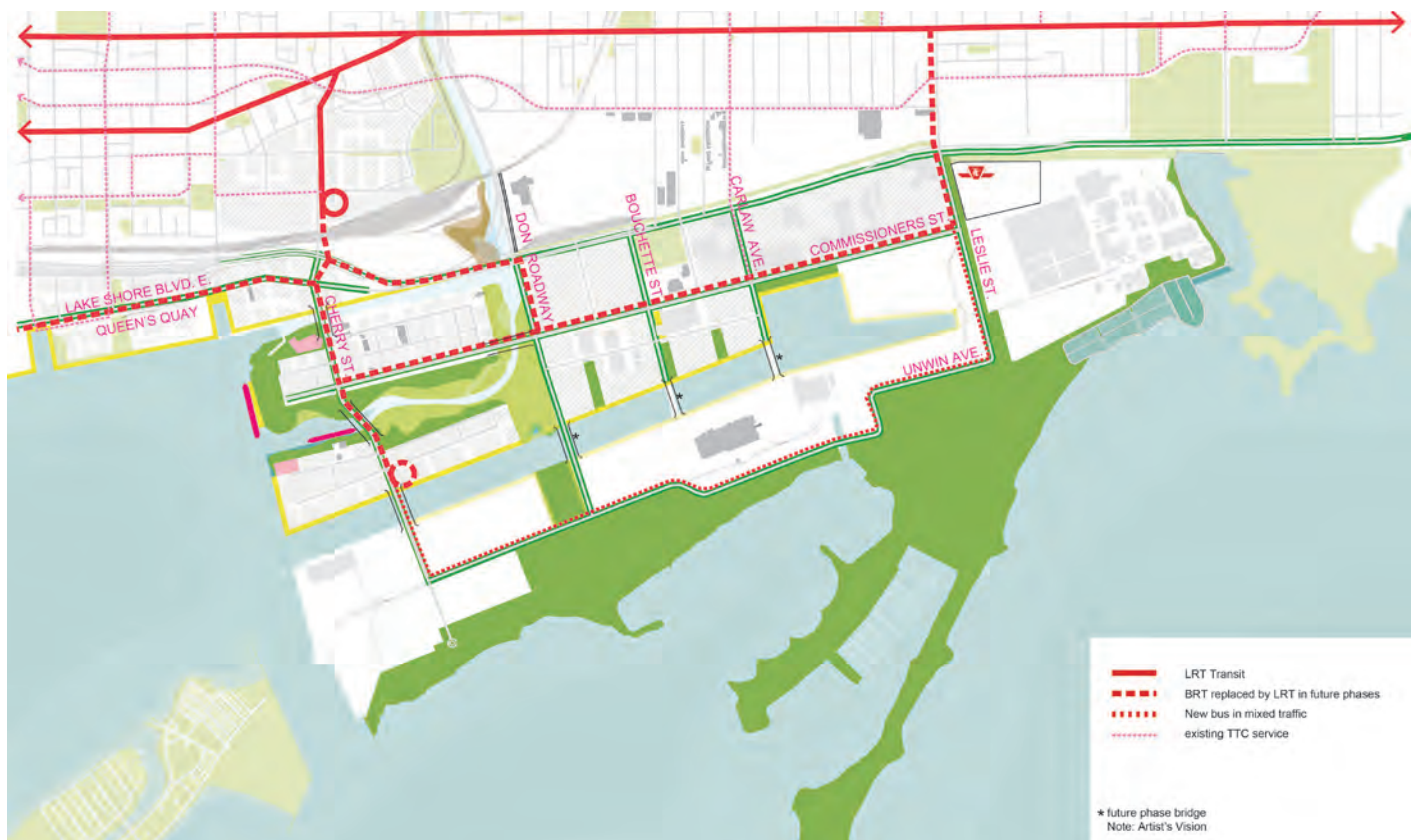 CARLAW AVE.
BOUCHETTE ST.
DON ROADWAY
COMMISSIONERS ST.
LESLIE ST.
LAKE SHORE BLVD. E.
QUEEN'S QUAY
CHERRY ST.
UNWIN AVE.
*
*
*
LRT Transit
BRT replaced by LRT in future phases
New bus in mixed traffic
existing TTC service
* future phase bridge
Note: Artist's Vision